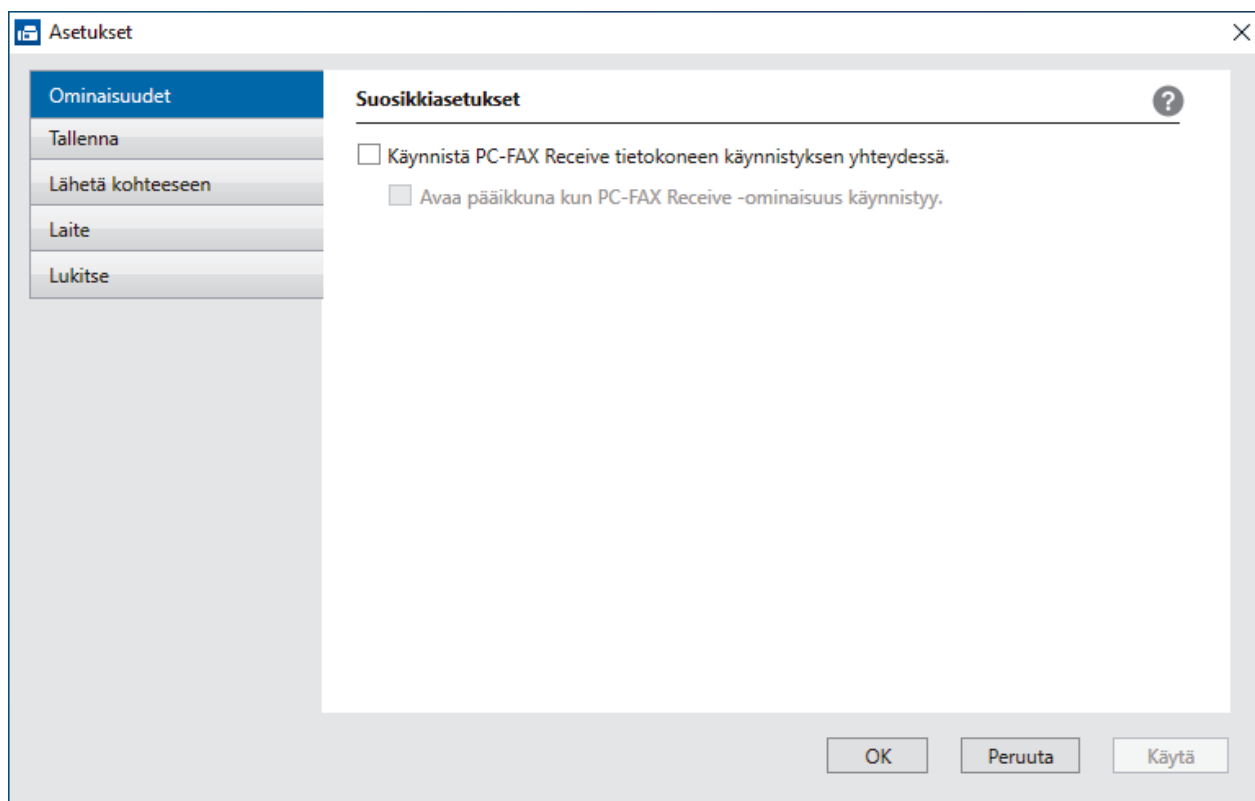 Asetukset
Ominaisuudet
Tallenna
Lähetä kohteeseen
Laite
Lukitse
Suosikkiasetukset
?
Käynnistä PC-FAX Receive tietokoneen käynnistyksen yhteydessä.
Avaa pääikkuna kun PC-FAX Receive -ominaisuus käynnistyy.
OK
Peruuta
Käytä